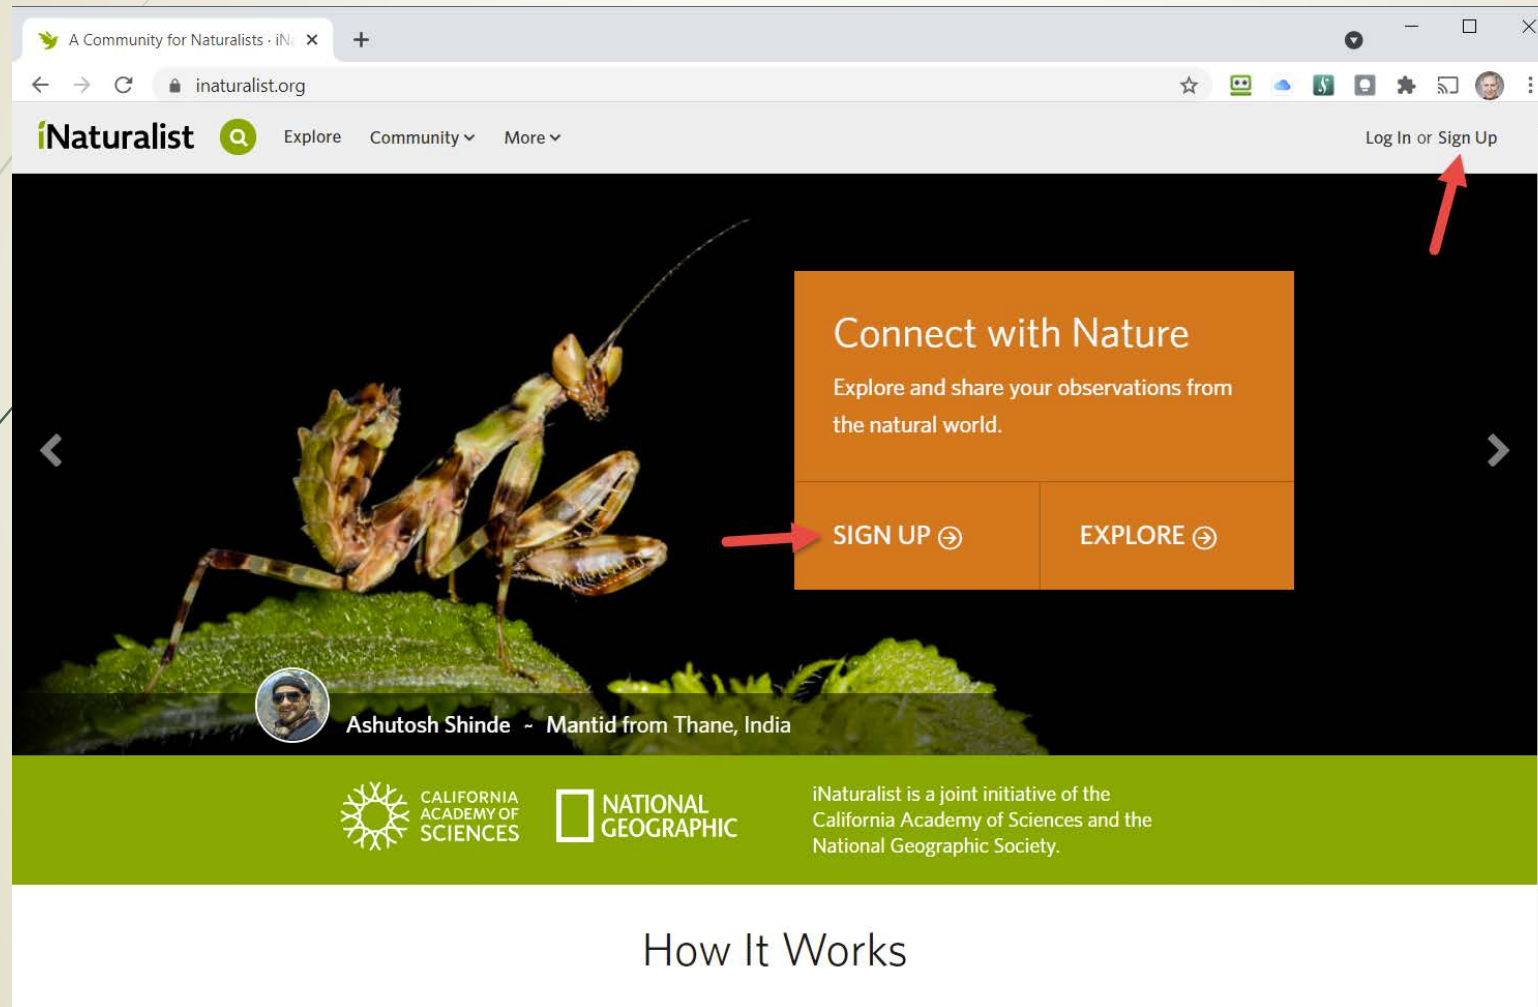 A Community for Naturalists · iN
inaturalist.org
iNaturalist Explore Community More Log In or Sign Up
Connect with Nature
Explore and share your observations from
the natural world.
SIGN UP EXPLORE
Ashutosh Shinde ~ Mantid from Thane, India
CALIFORNIA
ACADEMY OF
SCIENCES
NATIONAL
GEOGRAPHIC
iNaturalist is a joint initiative of the
California Academy of Sciences and the
National Geographic Society.
How It Works